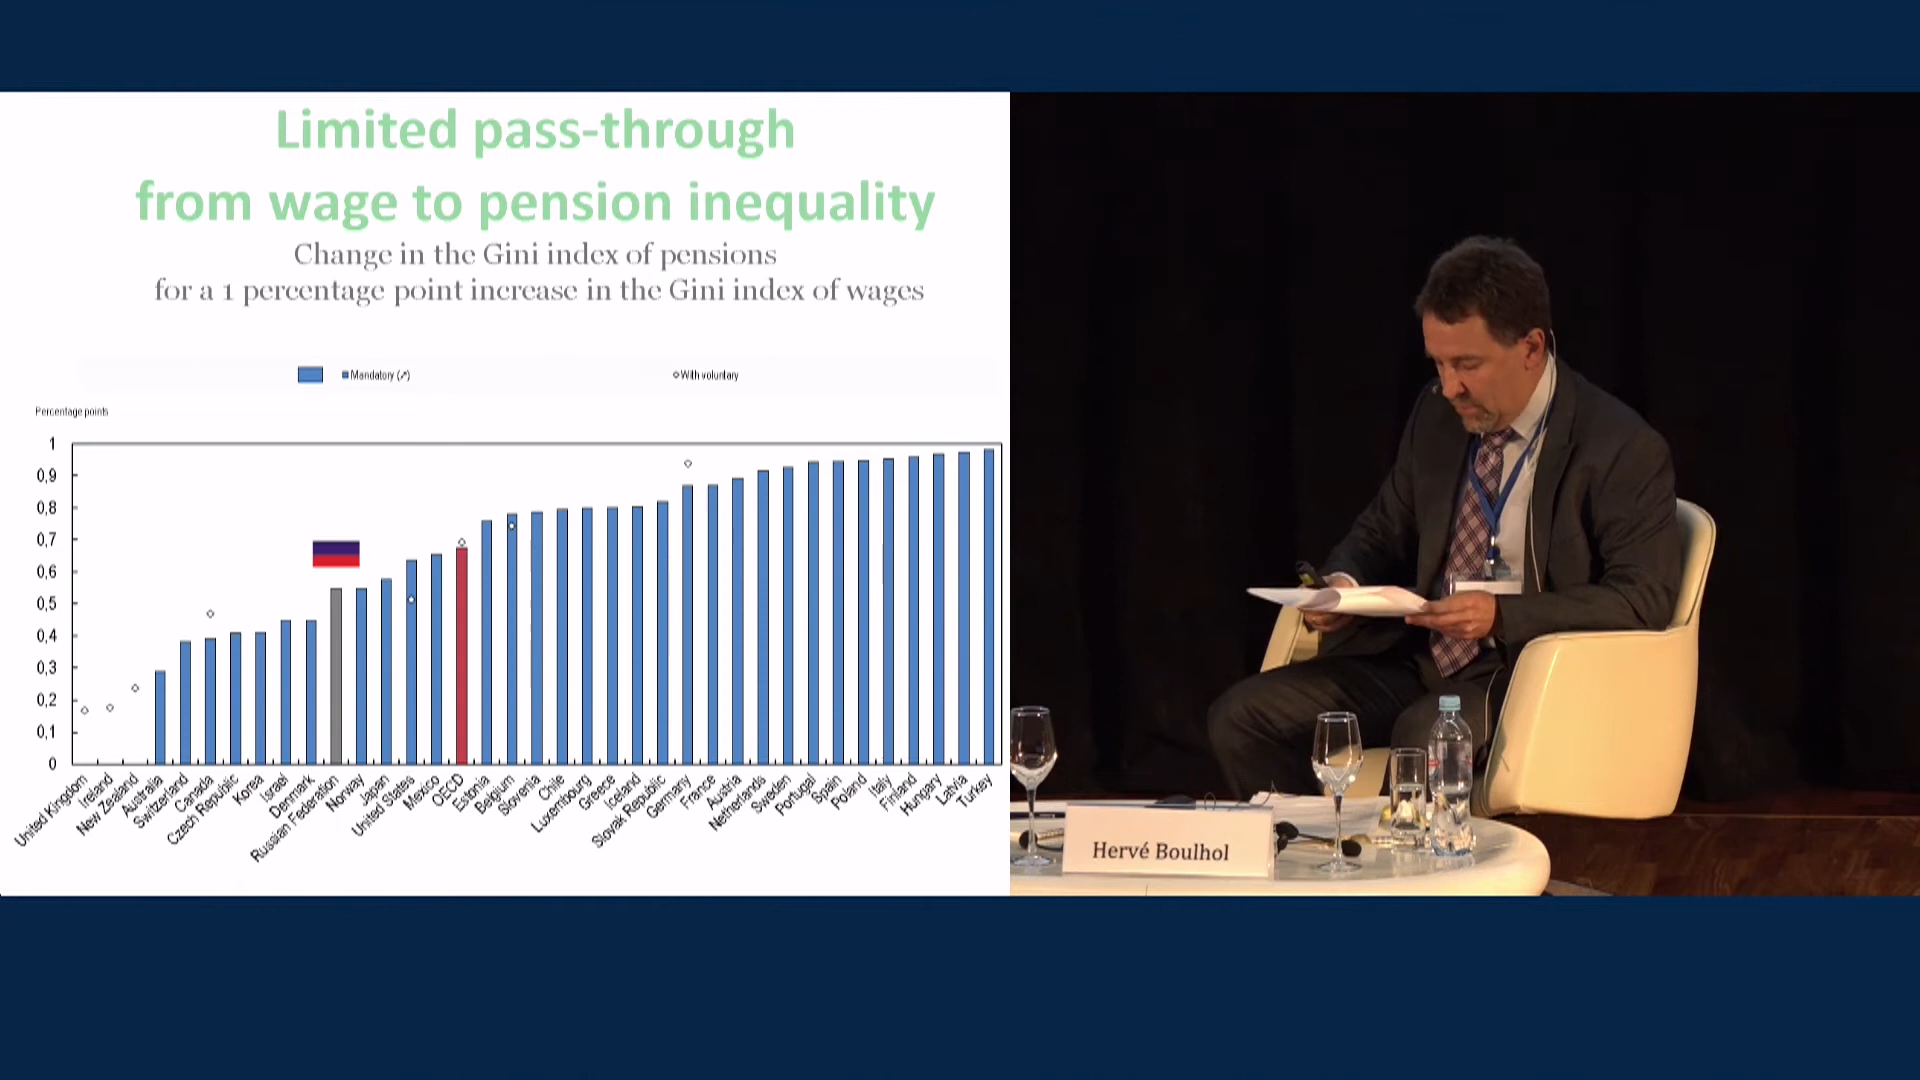 Limited pass-through
from wage to pension inequality
Change in the Gini index of pensions
for a 1 percentage point increase in the Gini index of wages
Mandatory (↗)
With voluntary
Percentage points
1
0,9
0,8
0,7
0,6
0,5
0,4
0,3
0,2
0,1
0
United Kingdom
Ireland
New Zealand
Australia
Switzerland
Canada
Czech Republic
Korea
Israel
Denmark
Russian Federation
Norway
Japan
United States
Mexico
OECD
Estonia
Belgium
Slovenia
Chile
Luxembourg
Greece
Iceland
Slovak Republic
Germany
France
Austria
Netherlands
Sweden
Portugal
Spain
Poland
Italy
Finland
Hungary
Latvia
Turkey
Hervé Boulhol